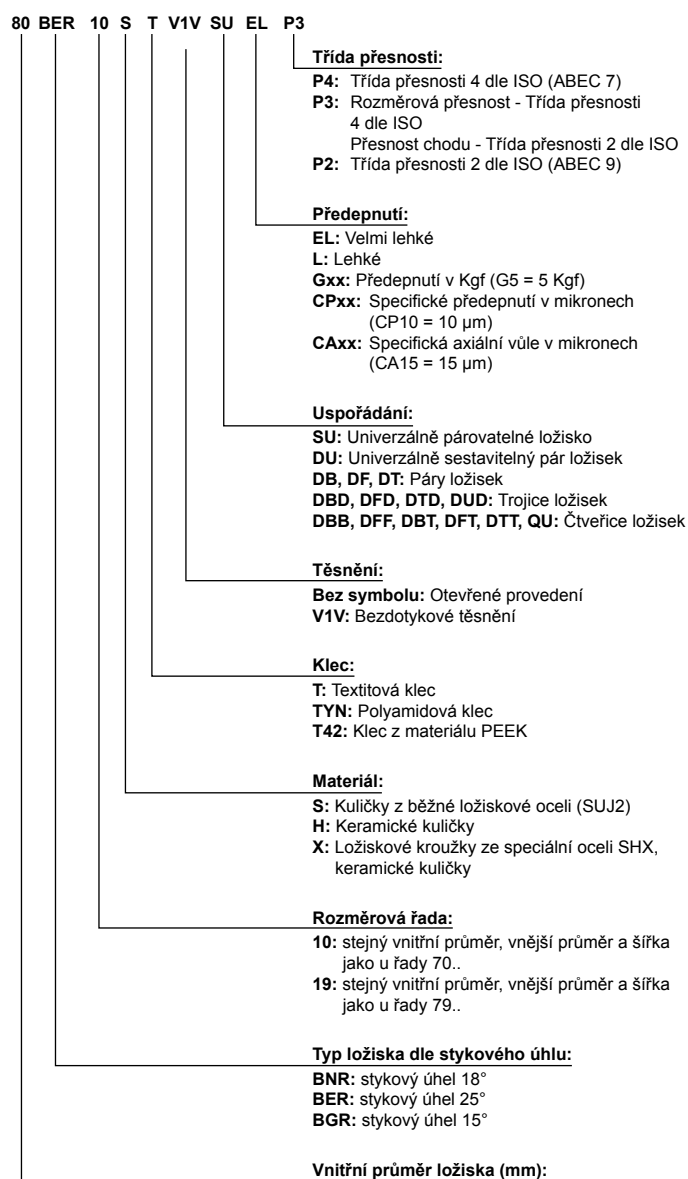 80 BER 10 S T V1V SU EL P3
Třída přesnosti:
P4: Třída přesnosti 4 dle ISO (ABEC 7)
P3: Rozměrová přesnost - Třída přesnosti
4 dle ISO
Přesnost chodu - Třída přesnosti 2 dle ISO
P2: Třída přesnosti 2 dle ISO (ABEC 9)
Předepnutí:
EL: Velmi lehké
L: Lehké
Gxx: Předepnutí v Kgf (G5 = 5 Kgf)
CPxx: Specifické předepnutí v mikronech
(CP10 = 10 µm)
CAxx: Specifická axiální vůle v mikronech
(CA15 = 15 µm)
Uspořádání:
SU: Univerzálně párovatelné ložisko
DU: Univerzálně sestavitelný pár ložisek
DB, DF, DT: Páry ložisek
DBD, DFD, DTD, DUD: Trojice ložisek
DBB, DFF, DBT, DFT, DTT, QU: Čtveřice ložisek
Těsnění:
Bez symbolu: Otevřené provedení
V1V: Bezdotykové těsnění
Klec:
T: Textitová klec
TYN: Polyamidová klec
T42: Klec z materiálu PEEK
Materiál:
S: Kuličky z běžné ložiskové oceli (SUJ2)
H: Keramické kuličky
X: Ložiskové kroužky ze speciální oceli SHX,
keramické kuličky
Rozměrová řada:
10: stejný vnitřní průměr, vnější průměr a šířka
jako u řady 70..
19: stejný vnitřní průměr, vnější průměr a šířka
jako u řady 79..
Typ ložiska dle stykového úhlu:
BNR: stykový úhel 18°
BER: stykový úhel 25°
BGR: stykový úhel 15°
Vnitřní průměr ložiska (mm):